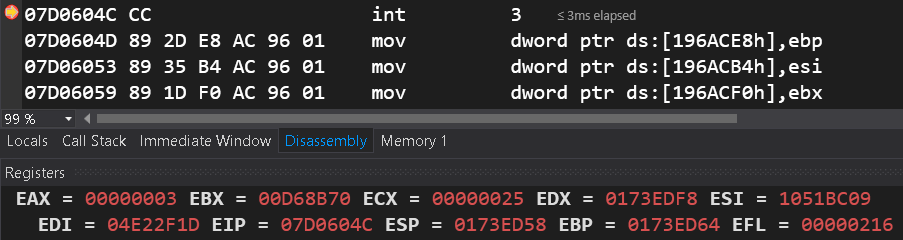 07D0604C CC int 3 ≤ 3ms elapsed
07D0604D 89 2D E8 AC 96 01 mov dword ptr ds:[196ACE8h],ebp
07D06053 89 35 B4 AC 96 01 mov dword ptr ds:[196ACB4h],esi
07D06059 89 1D F0 AC 96 01 mov dword ptr ds:[196ACF0h],ebx
99 %
Locals Call Stack Immediate Window Disassembly Memory 1
Registers
EAX = 00000003 EBX = 00D68B70 ECX = 00000025 EDX = 0173EDF8 ESI = 1051BC09
EDI = 04E22F1D EIP = 07D0604C ESP = 0173ED58 EBP = 0173ED64 EFL = 00000216